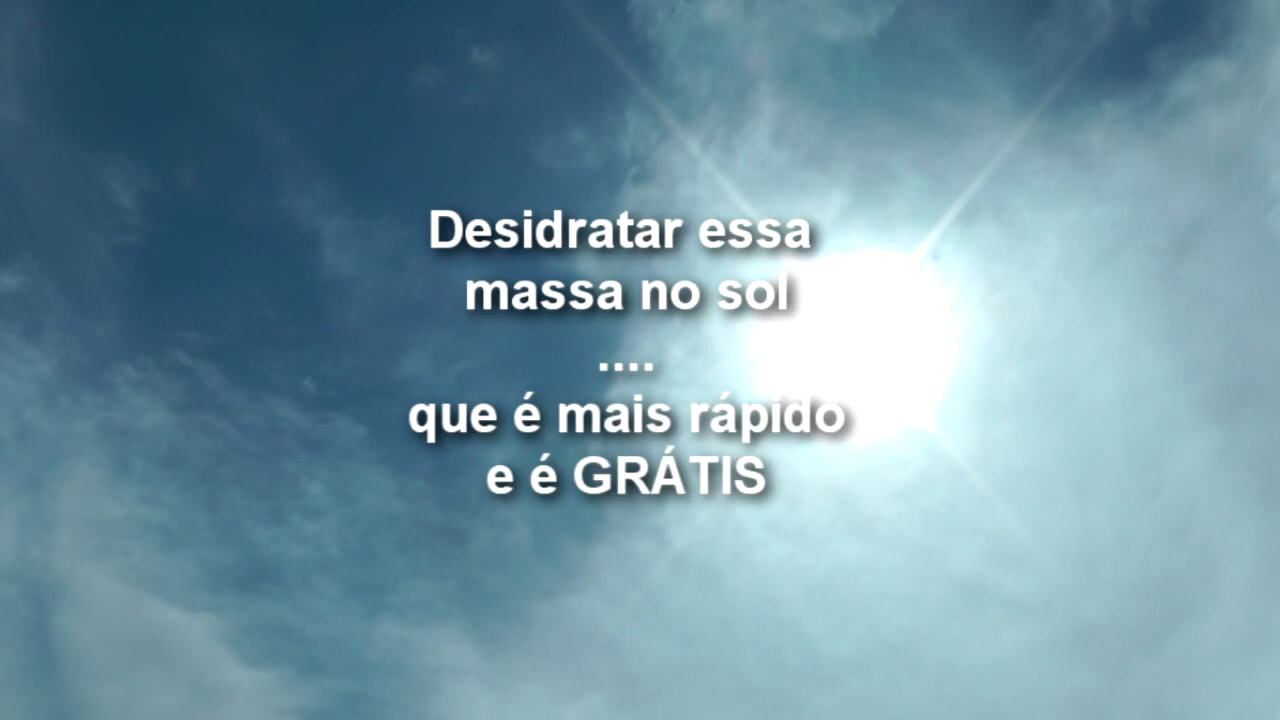 Desidratar essa
massa no sol
....
que é mais rápido
e é GRÁTIS